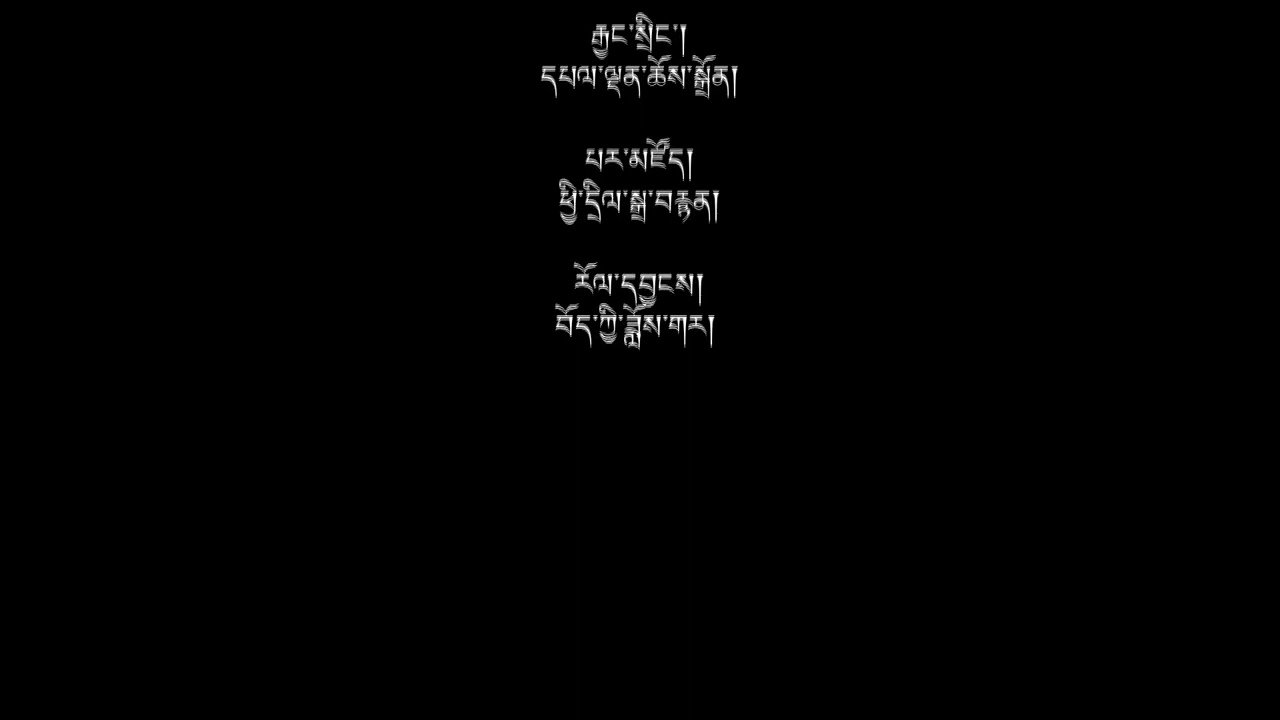 རྒྱང་སྲིང་།
དཔལ་ལྡན་ཆོས་སྒྲོན།
པར་མཛོད།
ཕྱི་དྲིལ་སྒྲ་བརྙན།
རོལ་དབྱངས།
བོད་ཀྱི་ཟློས་གར།